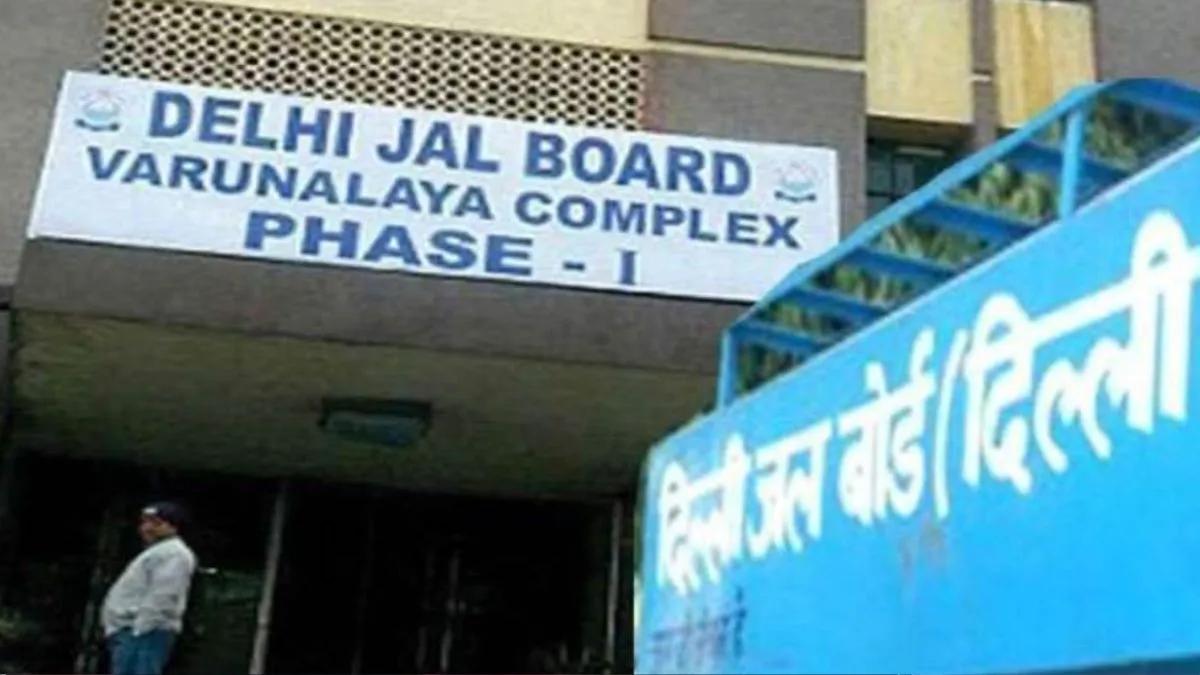 DELHI JAL BOARD
VARUNALAYA COMPLEX
PHASE - I
दिल्ली जल बोर्ड (दिल्ली